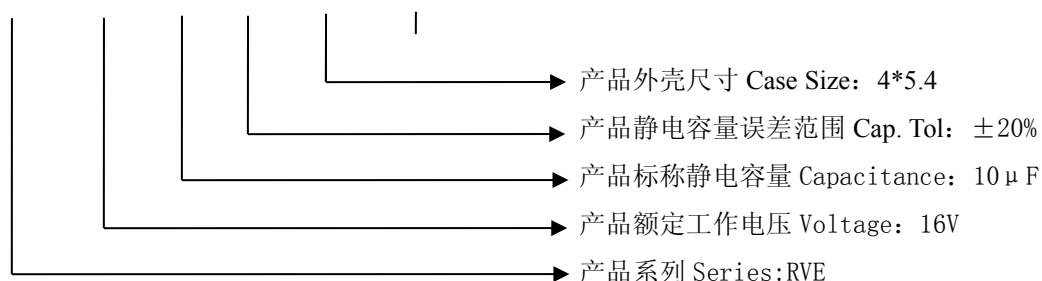 产品外壳尺寸 Case Size：4*5.4
产品静电容量误差范围 Cap. Tol：±20%
产品标称静电容量 Capacitance：10μF
产品额定工作电压 Voltage：16V
产品系列 Series:RVE